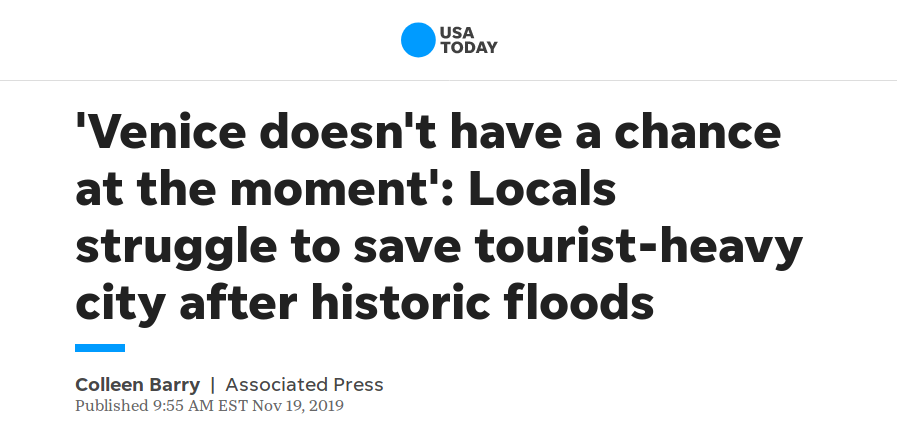 USA
TODAY
'Venice doesn't have a chance
at the moment': Locals
struggle to save tourist-heavy
city after historic floods
Colleen Barry | Associated Press
Published 9:55 AM EST Nov 19, 2019